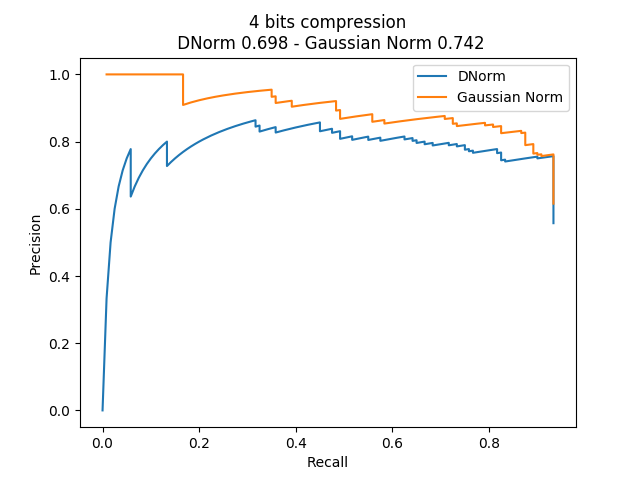 4 bits compression
DNorm 0.698 - Gaussian Norm 0.742
DNorm
Gaussian Norm
1.0
0.8
0.6
0.4
0.2
0.0
Precision
0.0 0.2 0.4 0.6 0.8
Recall